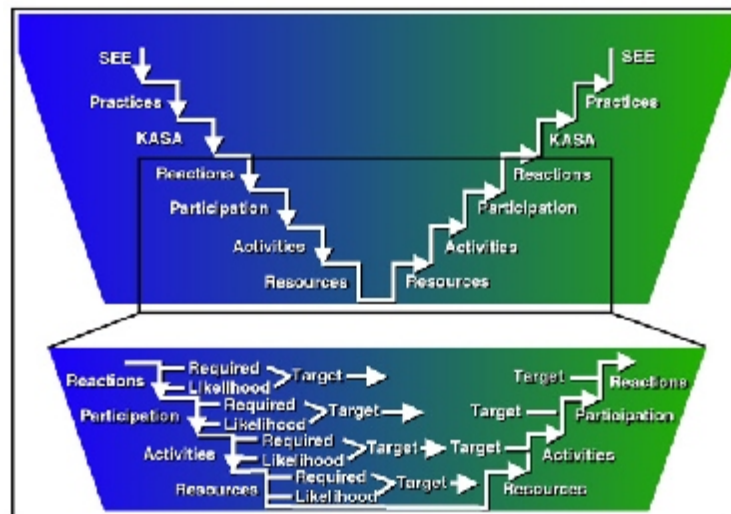 SEE SEE
Practices Practices
KASA KASA
Reactions Reactions
Participation Participation
Activities Activities
Resources Resources
Required
Reactions Target Target Reactions
Likelihood
Required
Participation Target Target Participation
Likelihood
Required
Activities Target Target Activities
Likelihood
Required
Resources Target Resources
Likelihood